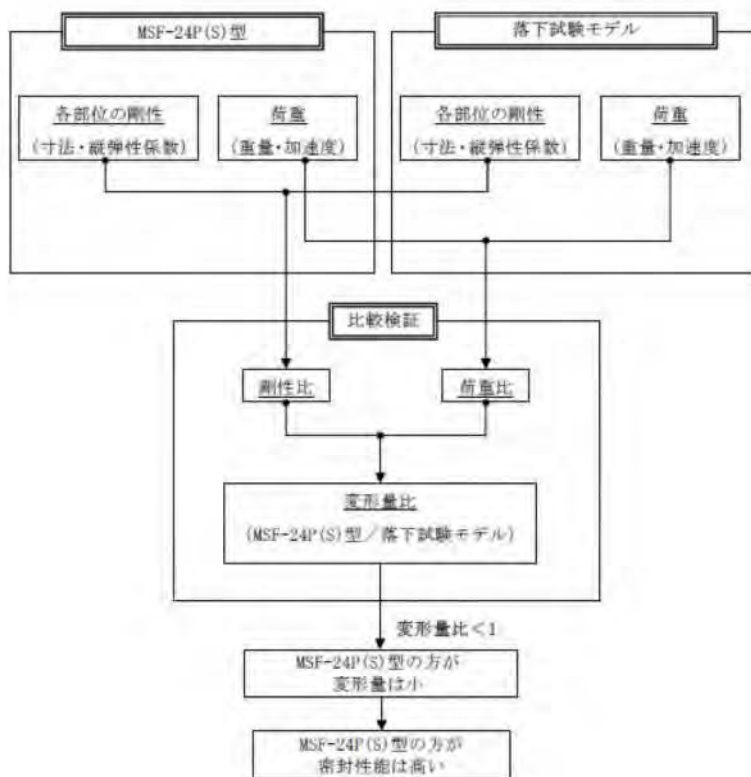 MSF-24P(S)型
落下試験モデル
各部位の剛性
(寸法・縦弾性係数)
荷重
(重量・加速度)
各部位の剛性
(寸法・縦弾性係数)
荷重
(重量・加速度)
比較検証
剛性比
荷重比
変形量比
(MSF-24P(S)型／落下試験モデル)
変形量比＜1
MSF-24P(S)型の方が
変形量は小
MSF-24P(S)型の方が
密封性能は高い